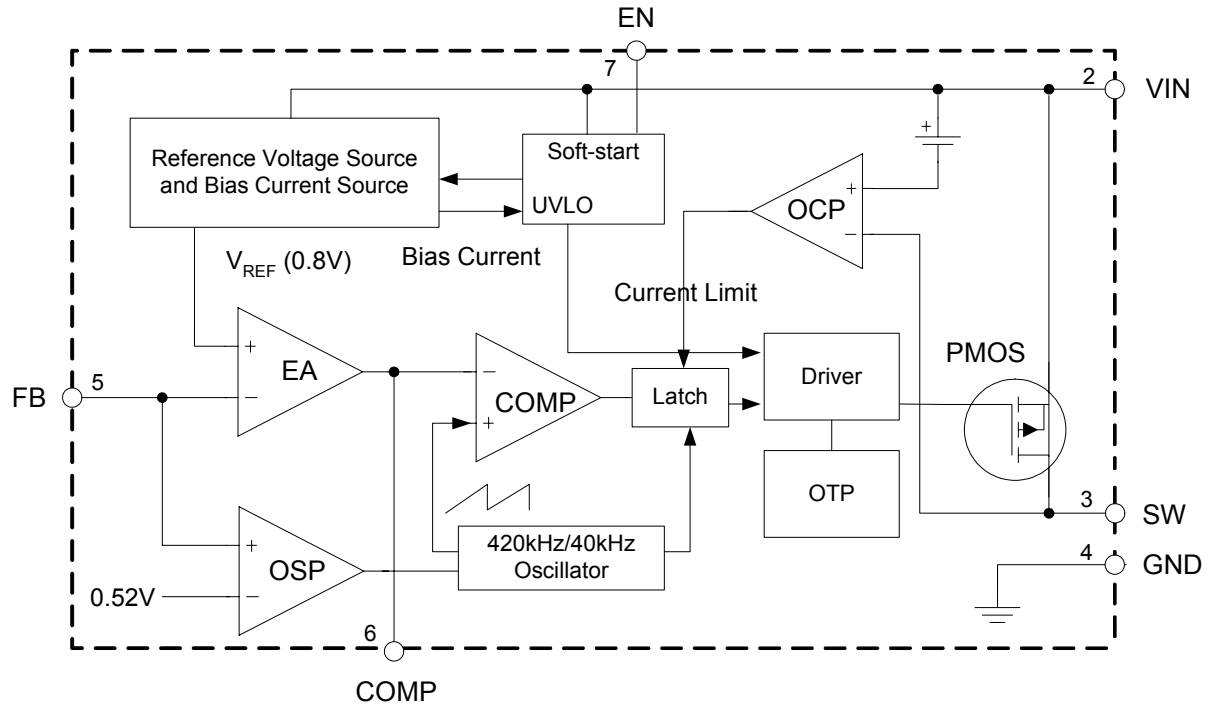 EN
7
2
VIN
Reference Voltage Source
and Bias Current Source
Soft-start
UVLO
+
+
−
OCP
V_REF (0.8V)
Bias Current
Current Limit
PMOS
FB
5
+
−
EA
−
+
COMP
Latch
Driver
OTP
3
SW
4
GND
+
−
OSP
0.52V
420kHz/40kHz
Oscillator
6
COMP